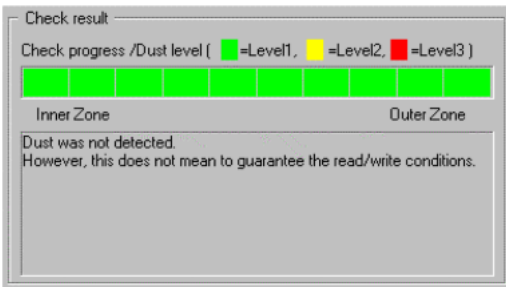 Check result
Check progress /Dust level ( =Level1, =Level2, =Level3 )
Inner Zone Outer Zone
Dust was not detected.
However, this does not mean to guarantee the read/write conditions.